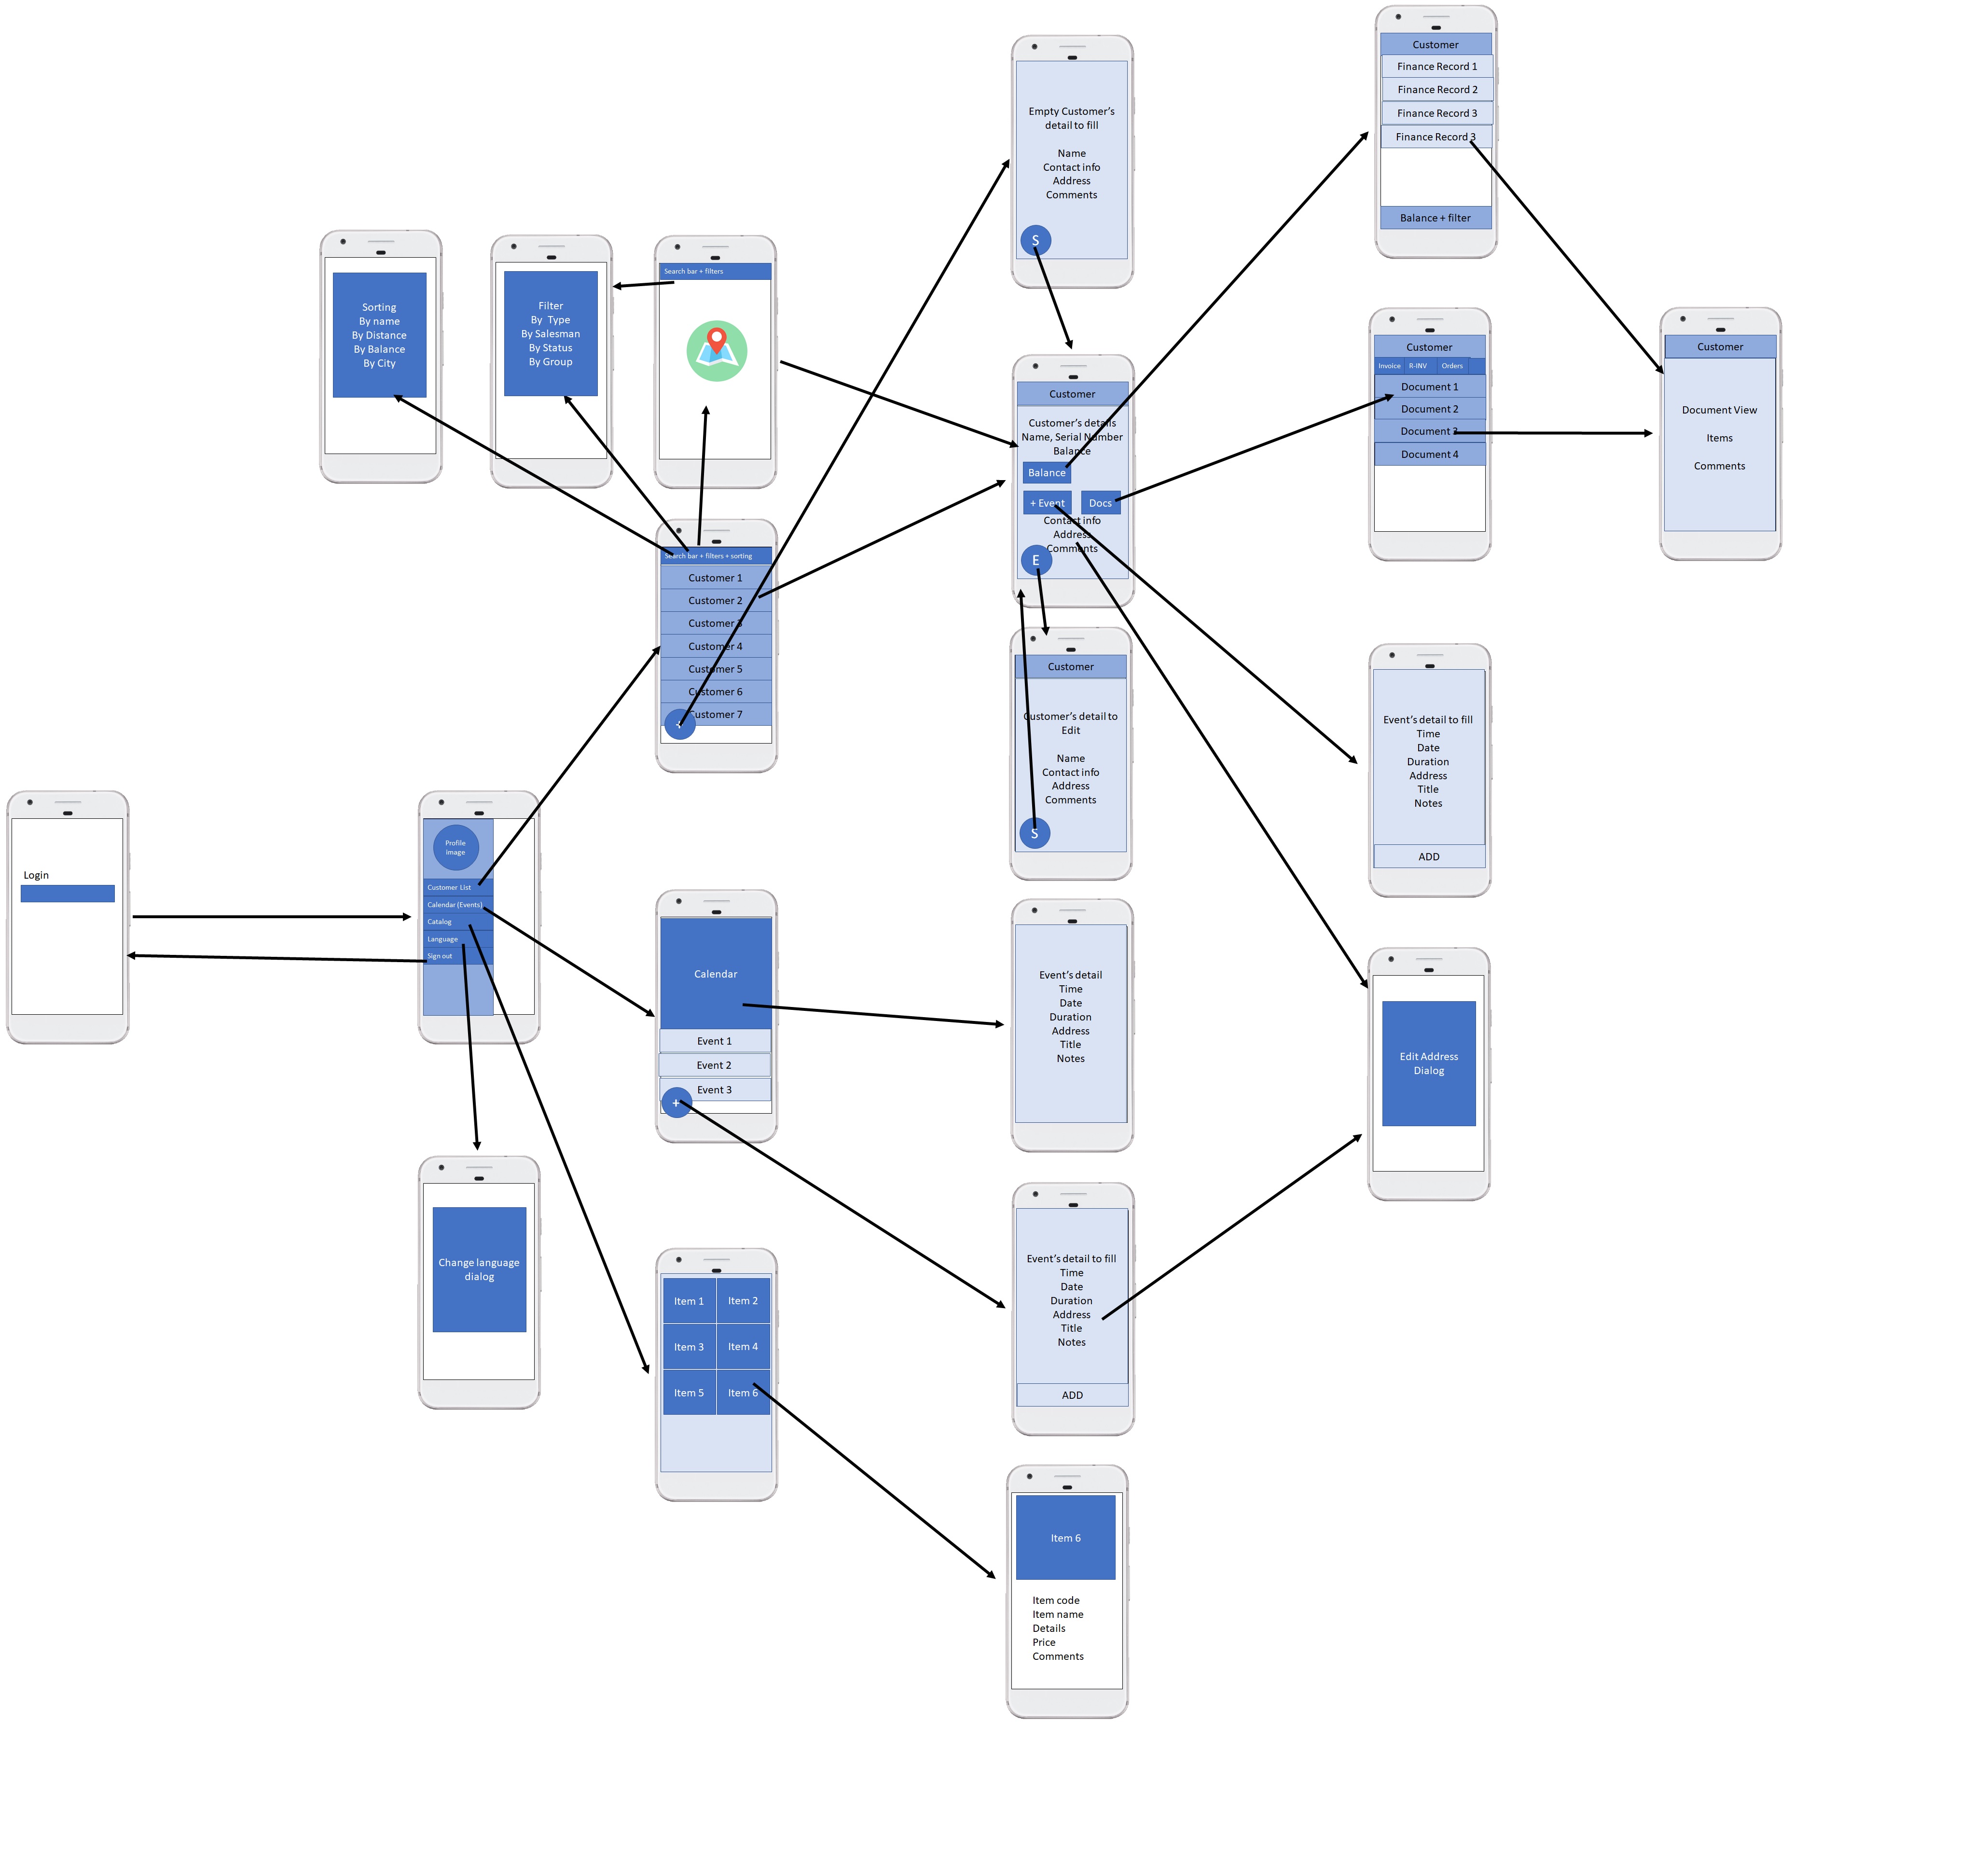 Customer
Finance Record 1
Finance Record 2
Finance Record 3
Finance Record 3
Balance + filter
Empty Customer's
detail to fill
Name
Contact info
Address
Comments
S
Sorting
By name
By Distance
By Balance
By City
Filter
By Type
By Salesman
By Status
By Group
Search bar + filters
Customer
Customer's details
Name, Serial Number
Balance
Balance
+ Event
Docs
Contact info
Address
Comments
E
Customer
Invoice
R-INV
Orders
Document 1
Document 2
Document 3
Document 4
Customer
Document View
Items
Comments
Search bar + filters + sorting
Customer 1
Customer 2
Customer 3
Customer 4
Customer 5
Customer 6
Customer 7
+
Customer
Customer's detail to
Edit
Name
Contact info
Address
Comments
S
Event's detail to fill
Time
Date
Duration
Address
Title
Notes
ADD
Login
Profile
image
Customer List
Calendar (Events)
Catalog
Language
Sign out
Calendar
Event 1
Event 2
Event 3
+
Event's detail
Time
Date
Duration
Address
Title
Notes
Edit Address
Dialog
Change language
dialog
Item 1
Item 2
Item 3
Item 4
Item 5
Item 6
Event's detail to fill
Time
Date
Duration
Address
Title
Notes
ADD
Item 6
Item code
Item name
Details
Price
Comments